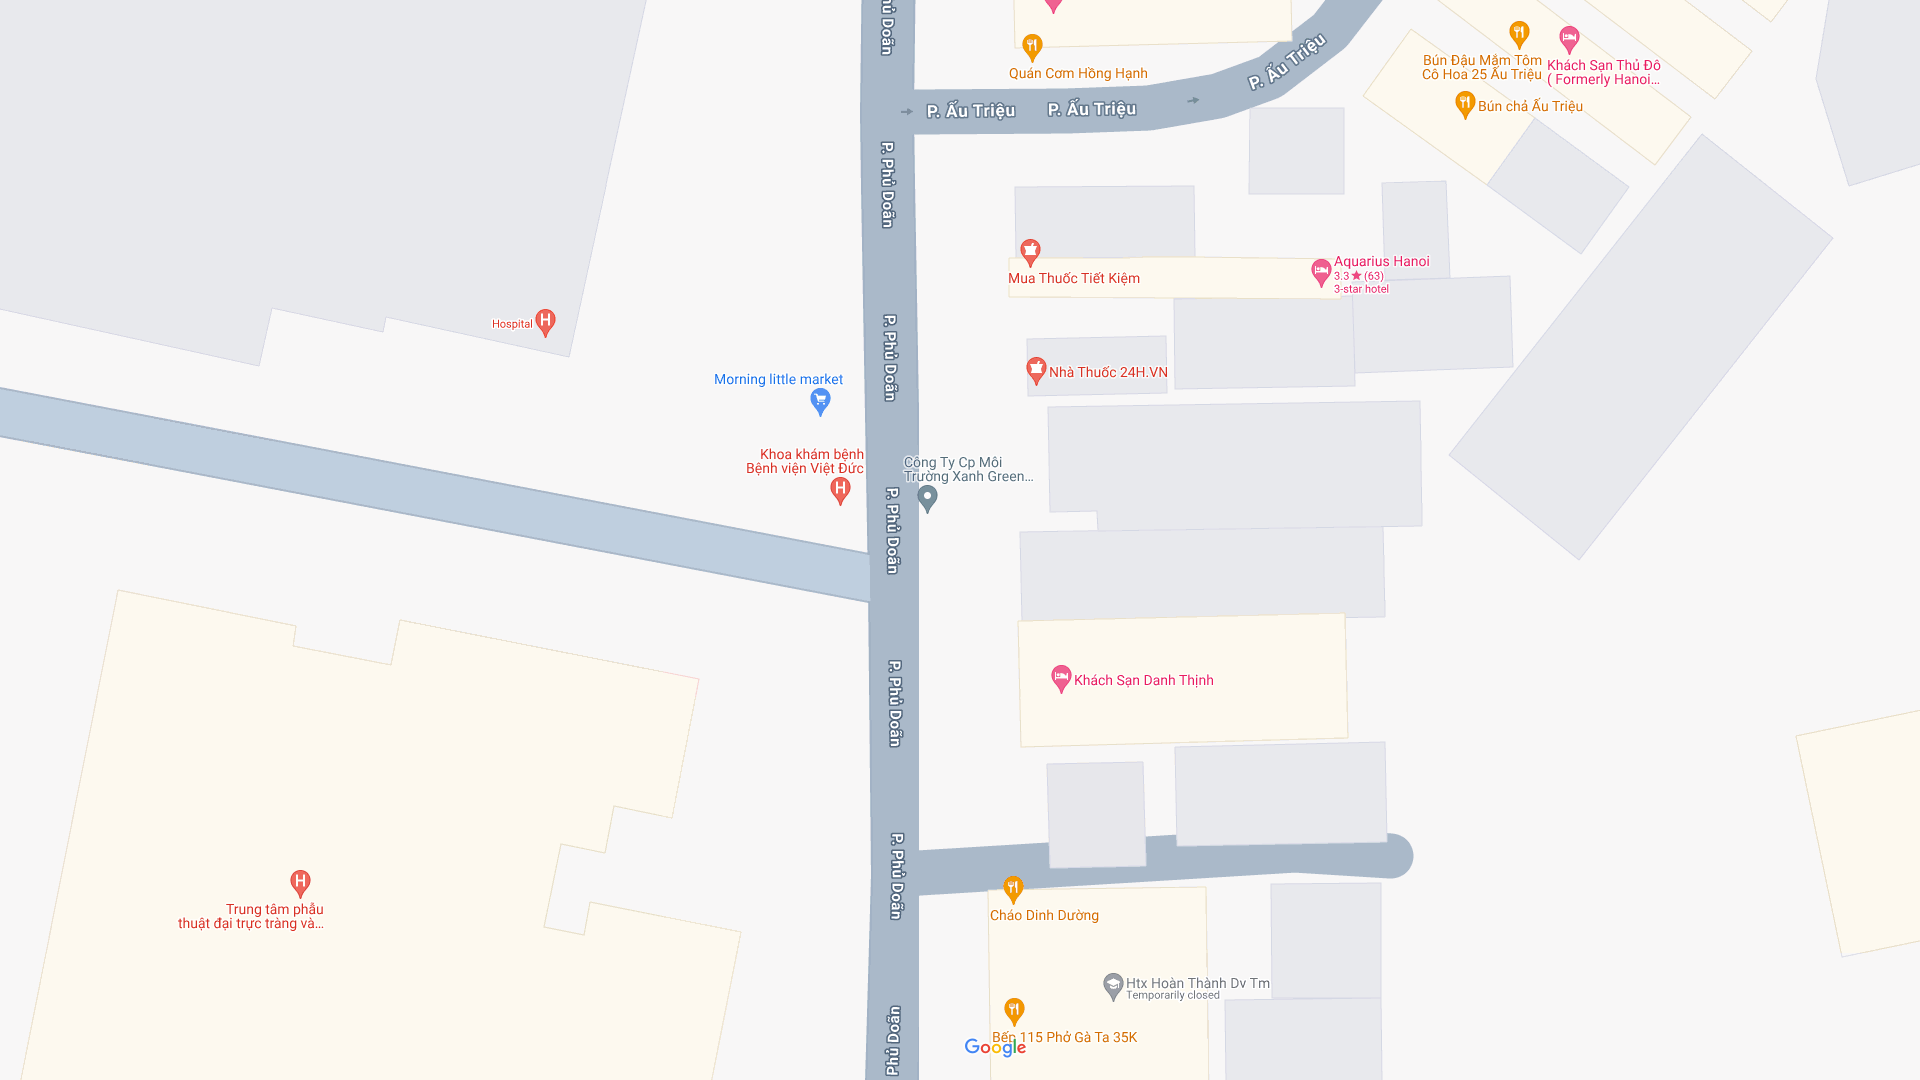 hủ Doãn
Quán Cơm Hồng Hạnh
P. Ấu Triệu
P. Ấu Triệu
P. Ấu Triệu
Bún Đậu Mắm Tôm
Cô Hoa 25 Ấu Triệu
Khách Sạn Thủ Đô
( Formerly Hanoi...
Bún chả Ấu Triệu
P. Phủ Doãn
Mua Thuốc Tiết Kiệm
Aquarius Hanoi
3.3★(63)
3-star hotel
Hospital
H
P. Phủ Doãn
Nhà Thuốc 24H.VN
Morning little market
Khoa khám bệnh
Bệnh viện Việt Đức
H
Công Ty Cp Môi
Trường Xanh Green...
P. Phủ Doãn
P. Phủ Doãn
Khách Sạn Danh Thịnh
P. Phủ Doãn
H
Trung tâm phẫu
thuật đại trực tràng và...
Cháo Dinh Dường
Htx Hoàn Thành Dv Tm
Temporarily closed
Bếp 115 Phở Gà Ta 35K
Google
Phủ Doãn